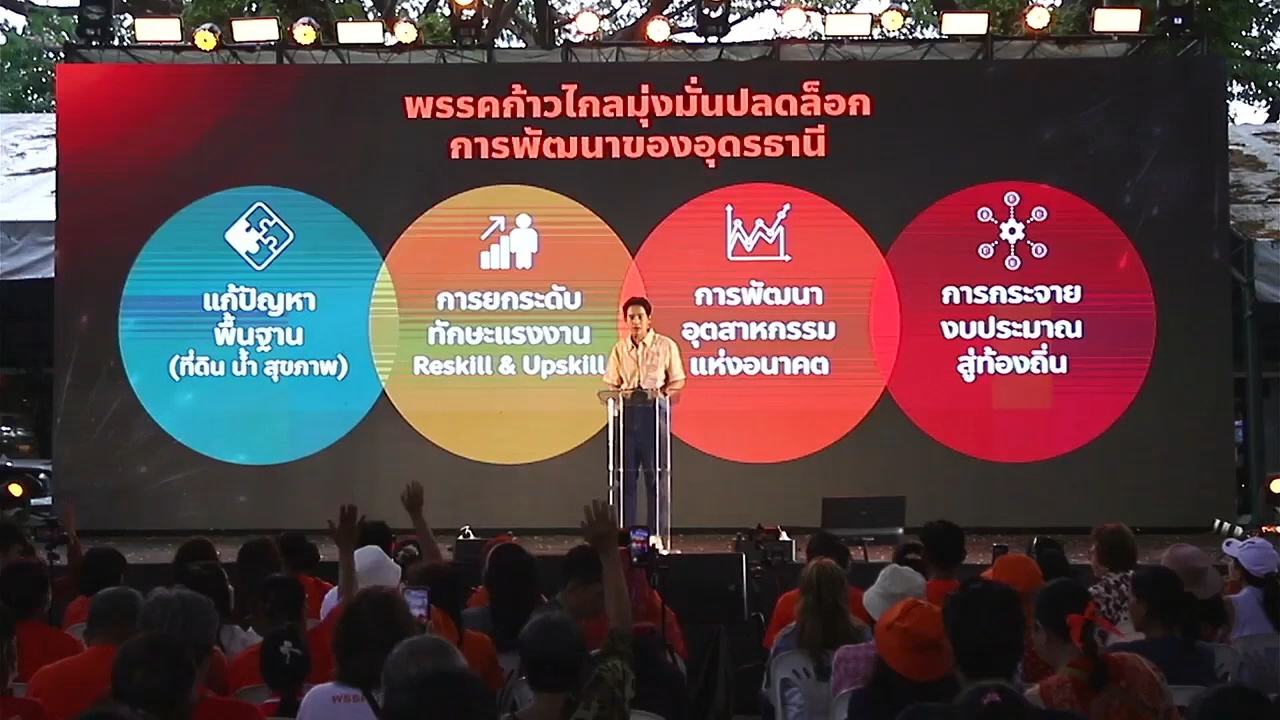 พรรคก้าวไกลมุ่งมั่นปลดล็อก
การพัฒนาของอุดรธานี
แก้ปัญหา
พื้นฐาน
(ที่ดิน น้ำ สุขภาพ)
การยกระดับ
ทักษะแรงงาน
Reskill & Upskill
การพัฒนา
อุตสาหกรรม
แห่งอนาคต
การกระจาย
งบประมาณ
สู่ท้องถิ่น